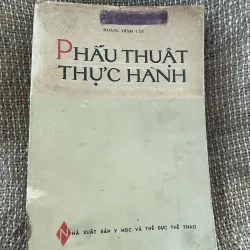 HOÀNG ĐÌNH CẦU
PHẪU THUẬT
THỰC HÀNH
NHÀ XUẤT BẢN Y HỌC VÀ THỂ DỤC THỂ THAO